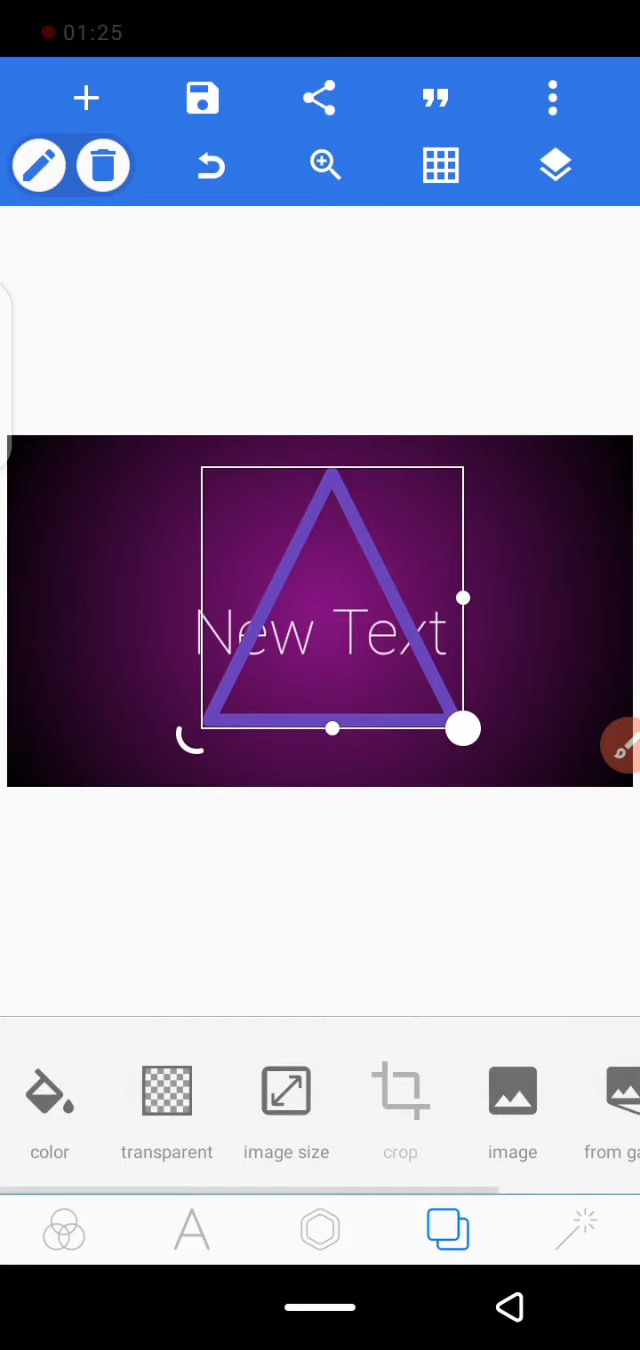 01:25
New Text
color
transparent
image size
crop
image
from ga